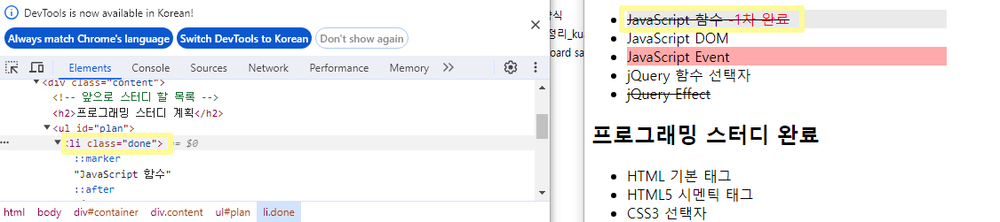 DevTools is now available in Korean!
Always match Chrome's language
Switch DevTools to Korean
Don't show again
Elements
Console
Sources
Network
Performance
Memory
<div class="content">
<!-- 앞으로 스터디 할 목록 -->
<h2>프로그래밍 스터디 계획</h2>
<ul id="plan">
<li class="done"> == $0
::marker
"JavaScript 함수"
::after
html body div#container div.content ul#plan li.done
정리_ku
oard sa
JavaScript 함수 -1차 완료
JavaScript DOM
JavaScript Event
jQuery 함수 선택자
jQuery Effect
프로그래밍 스터디 완료
HTML 기본 태그
HTML5 시멘틱 태그
CSS3 선택자